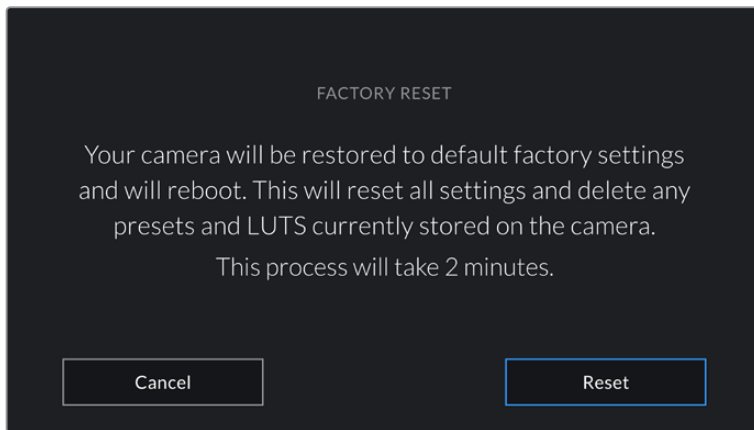 FACTORY RESET
Your camera will be restored to default factory settings
and will reboot. This will reset all settings and delete any
presets and LUTS currently stored on the camera.
This process will take 2 minutes.
Cancel
Reset